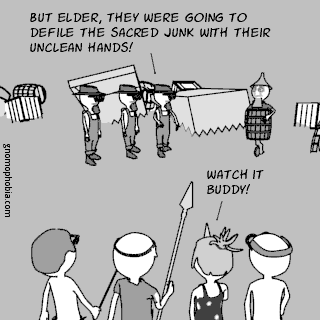 BUT ELDER, THEY WERE GOING TO
DEFILE THE SACRED JUNK WITH THEIR
UNCLEAN HANDS!
WATCH IT
BUDDY!
gnomophobia.com